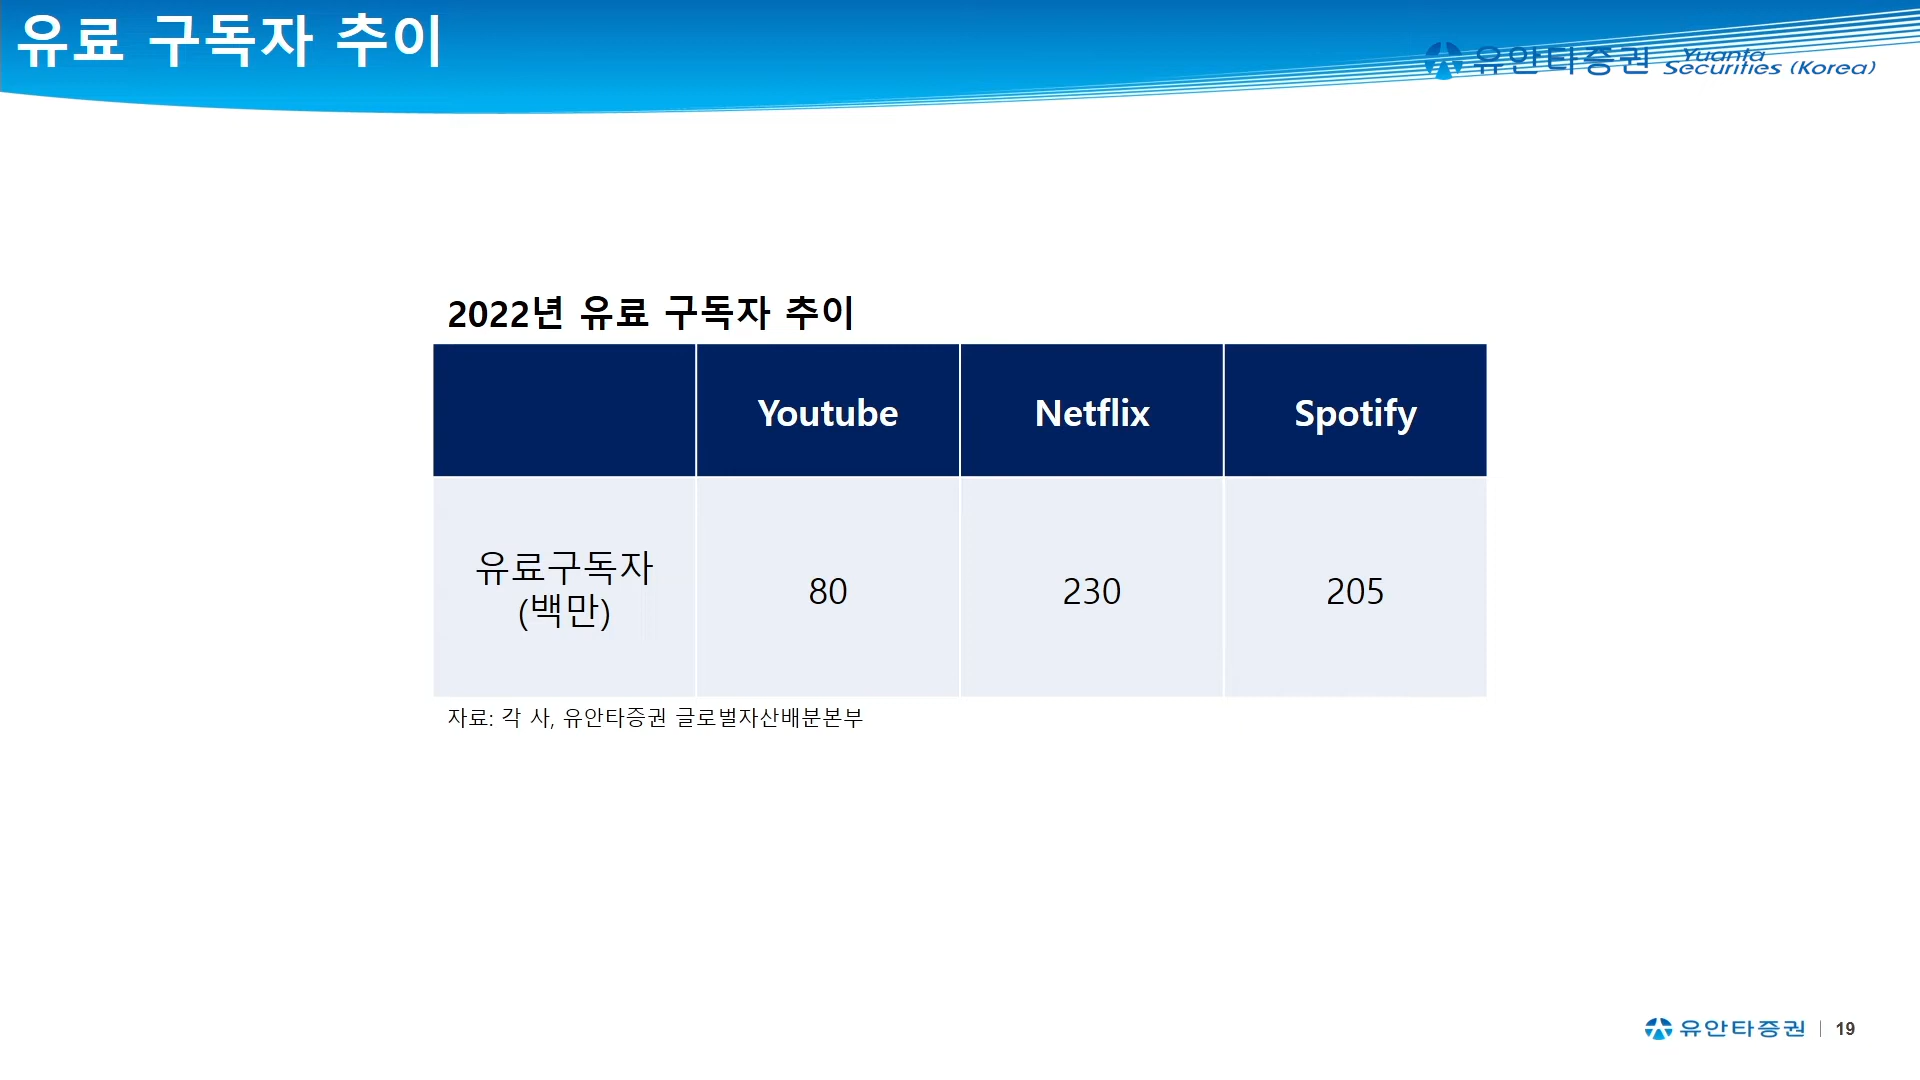 유료 구독자 추이
유안타증권 Yuanta Securities (Korea)
2022년 유료 구독자 추이
Youtube Netflix Spotify
유료구독자
(백만)
80 230 205
자료: 각 사, 유안타증권 글로벌자산배분본부
유안타증권 | 19